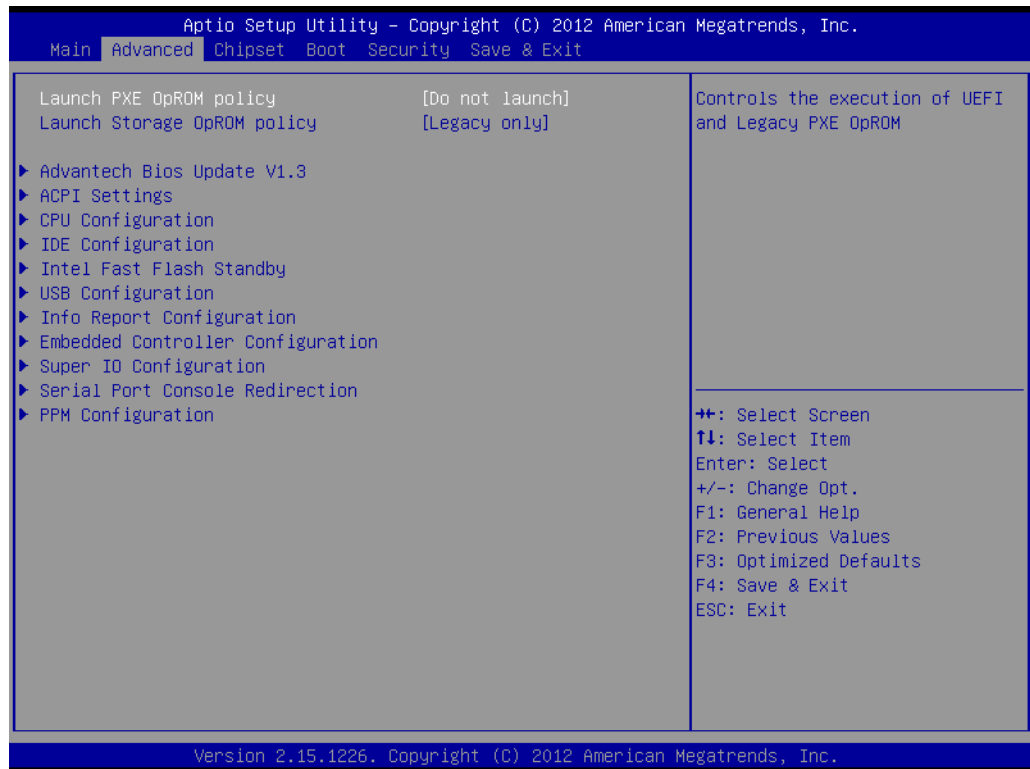 Aptio Setup Utility – Copyright (C) 2012 American Megatrends, Inc.
Main Advanced Chipset Boot Security Save & Exit
Launch PXE OpROM policy [Do not launch]
Launch Storage OpROM policy [Legacy only]
Advantech Bios Update V1.3
ACPI Settings
CPU Configuration
IDE Configuration
Intel Fast Flash Standby
USB Configuration
Info Report Configuration
Embedded Controller Configuration
Super IO Configuration
Serial Port Console Redirection
PPM Configuration
Controls the execution of UEFI
and Legacy PXE OpROM
→←: Select Screen
↑↓: Select Item
Enter: Select
+/-: Change Opt.
F1: General Help
F2: Previous Values
F3: Optimized Defaults
F4: Save & Exit
ESC: Exit
Version 2.15.1226. Copyright (C) 2012 American Megatrends, Inc.